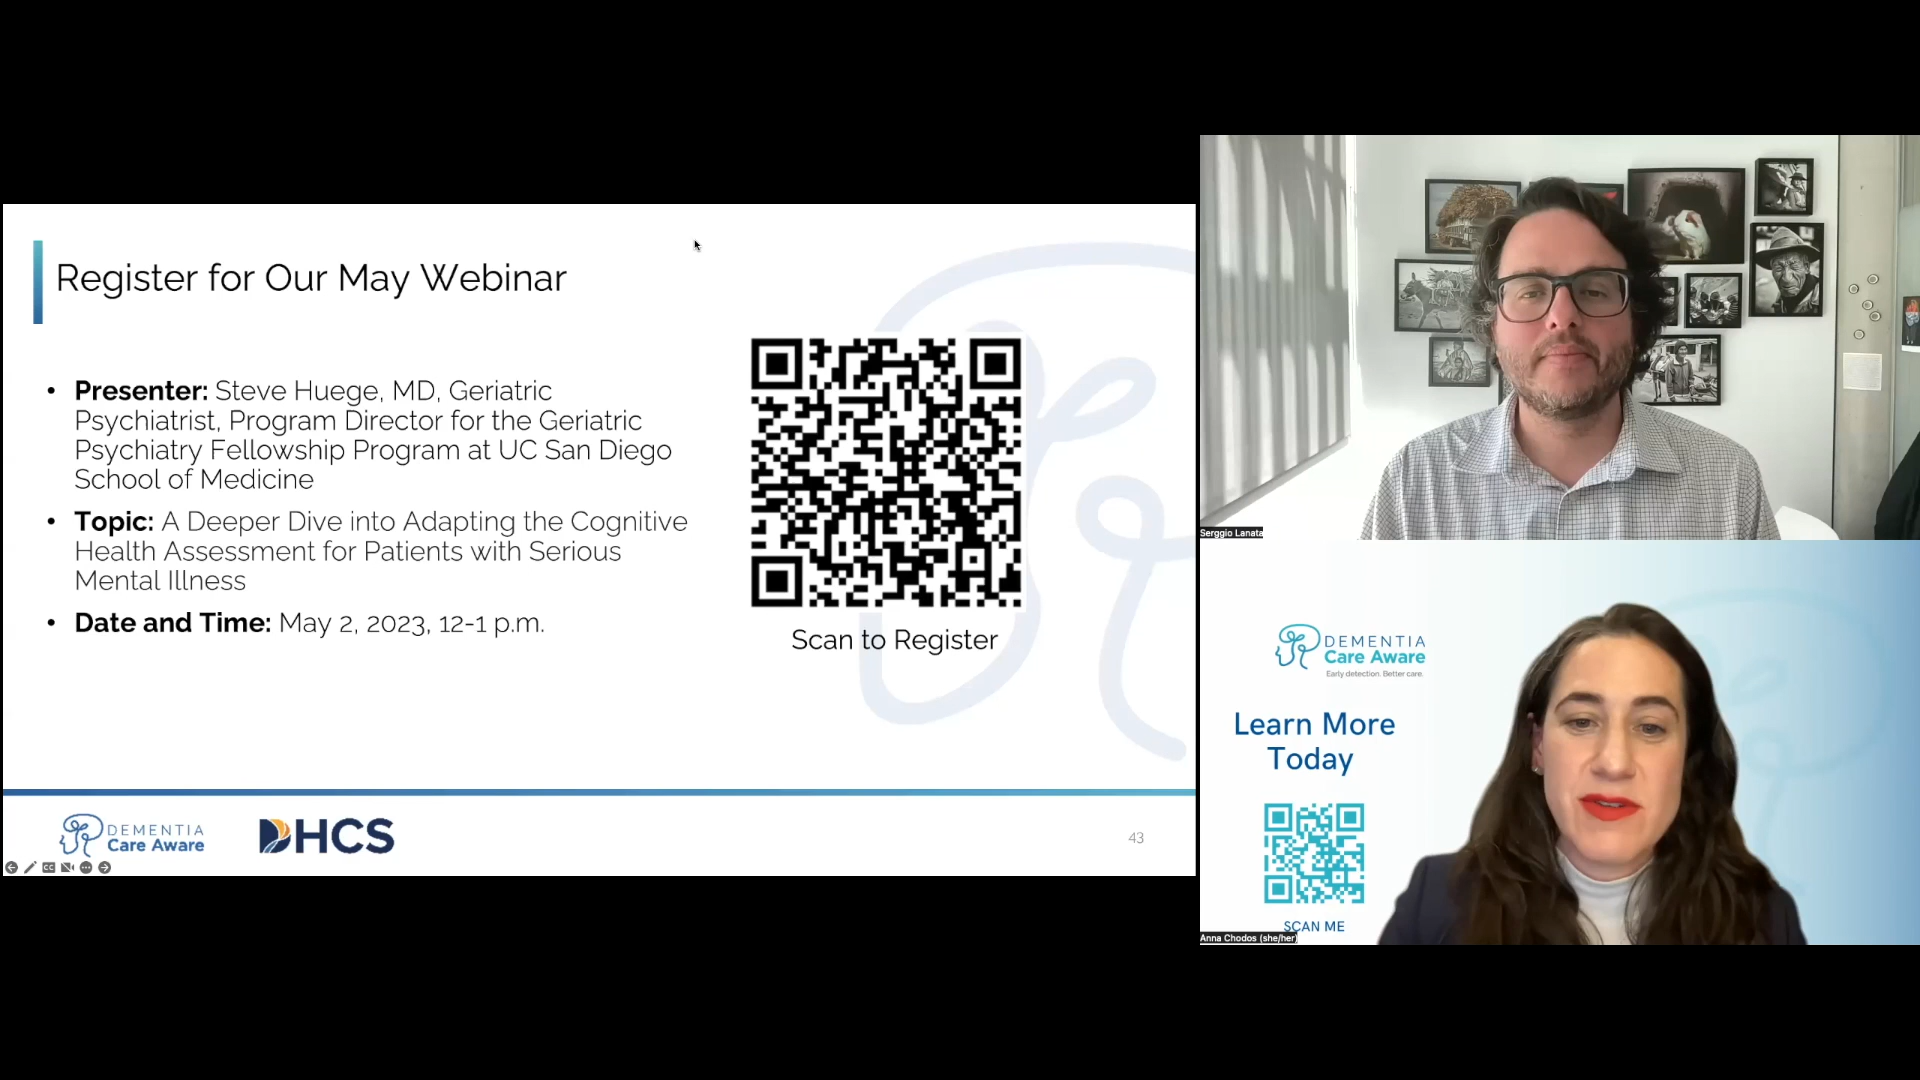 Register for Our May Webinar
• Presenter: Steve Huege, MD, Geriatric
Psychiatrist, Program Director for the Geriatric
Psychiatry Fellowship Program at UC San Diego
School of Medicine
• Topic: A Deeper Dive into Adapting the Cognitive
Health Assessment for Patients with Serious
Mental Illness
• Date and Time: May 2, 2023, 12-1 p.m.
Scan to Register
DEMENTIA
Care Aware
DHCS
43
Serggio Lanata
DEMENTIA
Care Aware
Early detection. Better care.
Learn More
Today
SCAN ME
Anna Chodos (she/her)